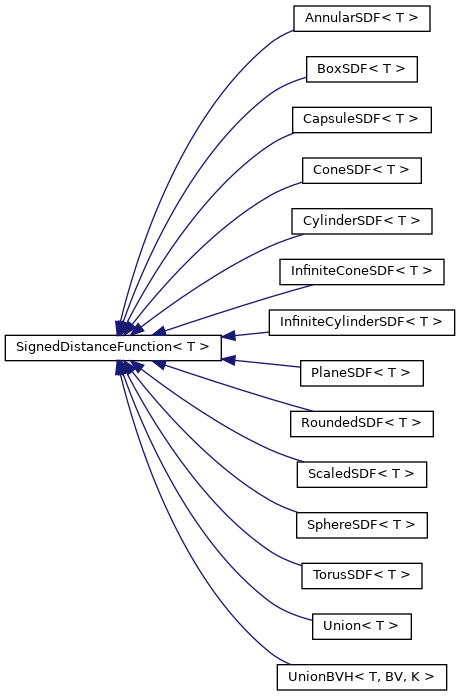 AnnularSDF< T >
BoxSDF< T >
CapsuleSDF< T >
ConeSDF< T >
CylinderSDF< T >
InfiniteConeSDF< T >
InfiniteCylinderSDF< T >
SignedDistanceFunction< T >
PlaneSDF< T >
RoundedSDF< T >
ScaledSDF< T >
SphereSDF< T >
TorusSDF< T >
Union< T >
UnionBVH< T, BV, K >